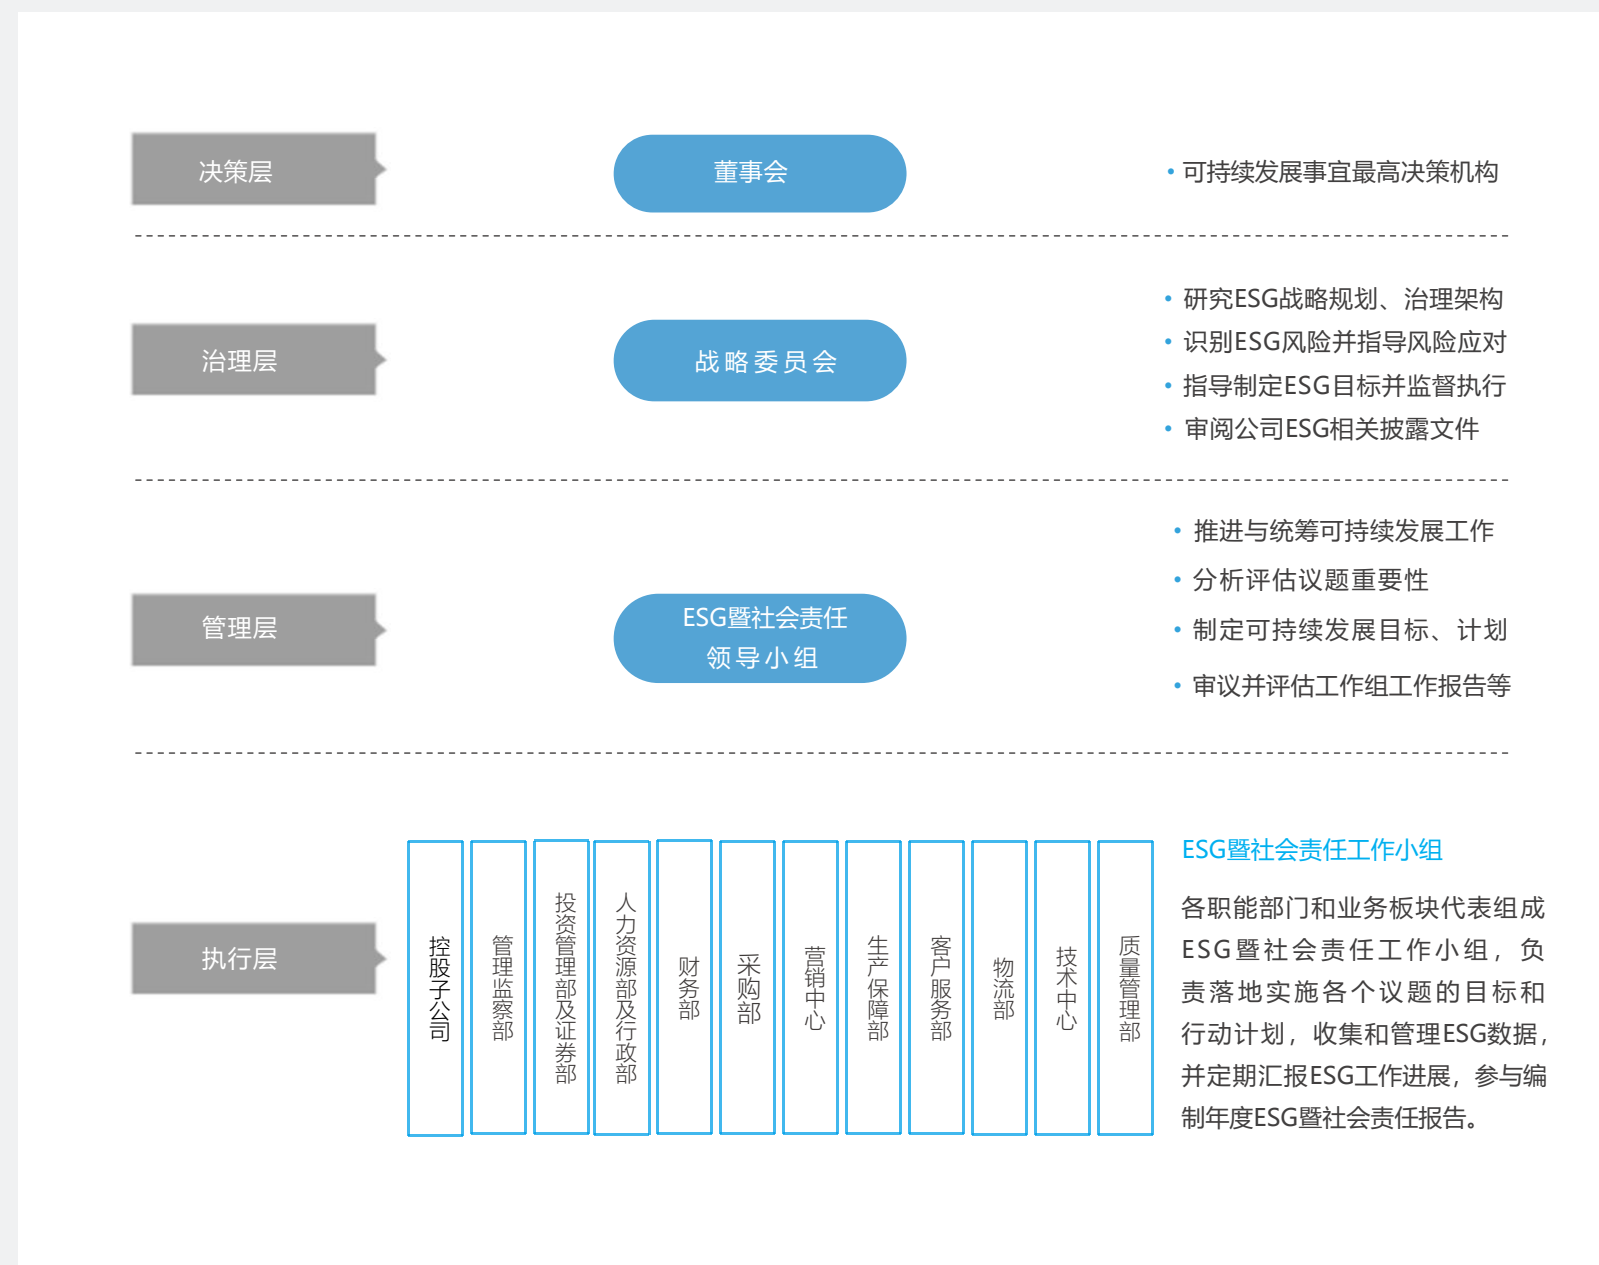 决策层
董事会
• 可持续发展事宜最高决策机构
治理层
战略委员会
• 研究ESG战略规划、治理架构
• 识别ESG风险并指导风险应对
• 指导制定ESG目标并监督执行
• 审阅公司ESG相关披露文件
管理层
ESG暨社会责任
领导小组
• 推进与统筹可持续发展工作
• 分析评估议题重要性
• 制定可持续发展目标、计划
• 审议并评估工作组工作报告等
执行层
控股子公司
管理监察部
投资管理部及证券部
人力资源部及行政部
财务部
采购部
营销中心
生产保障部
客户服务部
物流部
技术中心
质量管理部
ESG暨社会责任工作小组
各职能部门和业务板块代表组成
ESG暨社会责任工作小组，负
责落地实施各个议题的目标和
行动计划，收集和管理ESG数据，
并定期汇报ESG工作进展，参与编
制年度ESG暨社会责任报告。